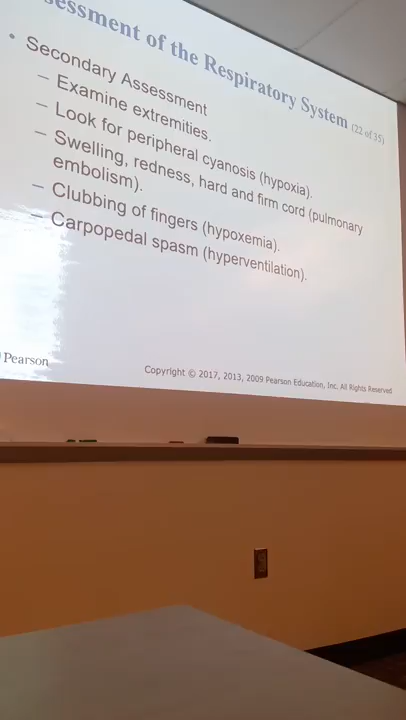 sessment of the Respiratory System (22 of 35)
• Secondary Assessment
– Examine extremities.
– Look for peripheral cyanosis (hypoxia).
– Swelling, redness, hard and firm cord (pulmonary
embolism).
– Clubbing of fingers (hypoxemia).
– Carpopedal spasm (hyperventilation).
Pearson
Copyright © 2017, 2013, 2009 Pearson Education, Inc. All Rights Reserved